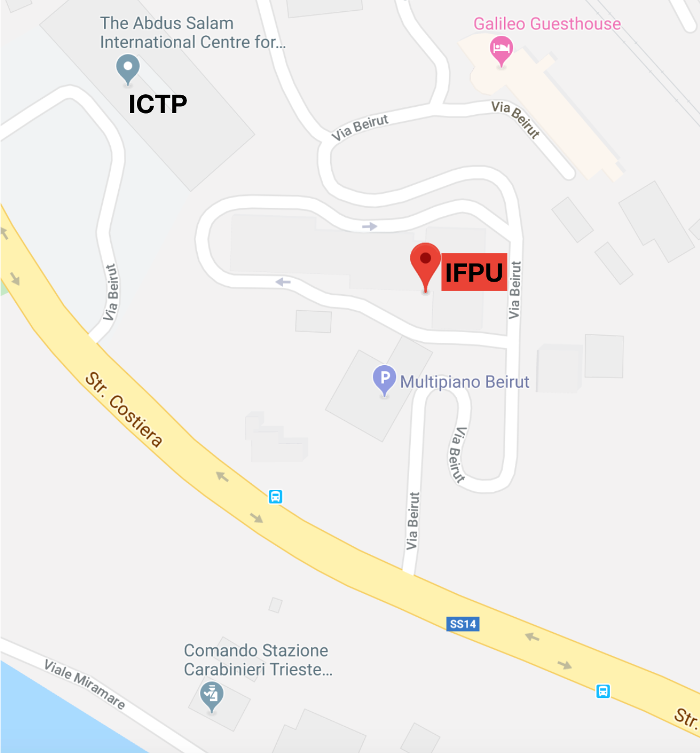 The Abdus Salam
International Centre for...
ICTP
Galileo Guesthouse
Via Beirut
Via Beirut
Via Beirut
IFPU
Via Beirut
P
Multipiano Beirut
Str. Costiera
Via Beirut
Via Beirut
SS14
Comando Stazione
Carabinieri Trieste...
Viale Miramare
Str.